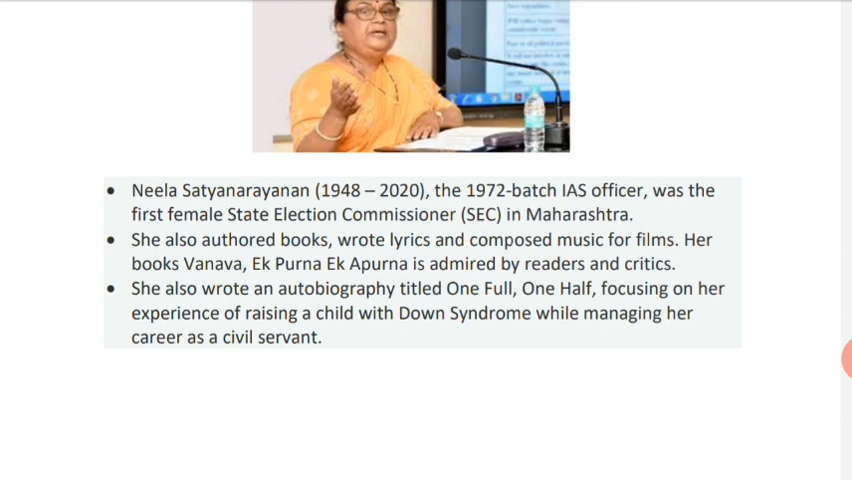 • Neela Satyanarayanan (1948 – 2020), the 1972-batch IAS officer, was the
first female State Election Commissioner (SEC) in Maharashtra.
• She also authored books, wrote lyrics and composed music for films. Her
books Vanava, Ek Purna Ek Apurna is admired by readers and critics.
• She also wrote an autobiography titled One Full, One Half, focusing on her
experience of raising a child with Down Syndrome while managing her
career as a civil servant.